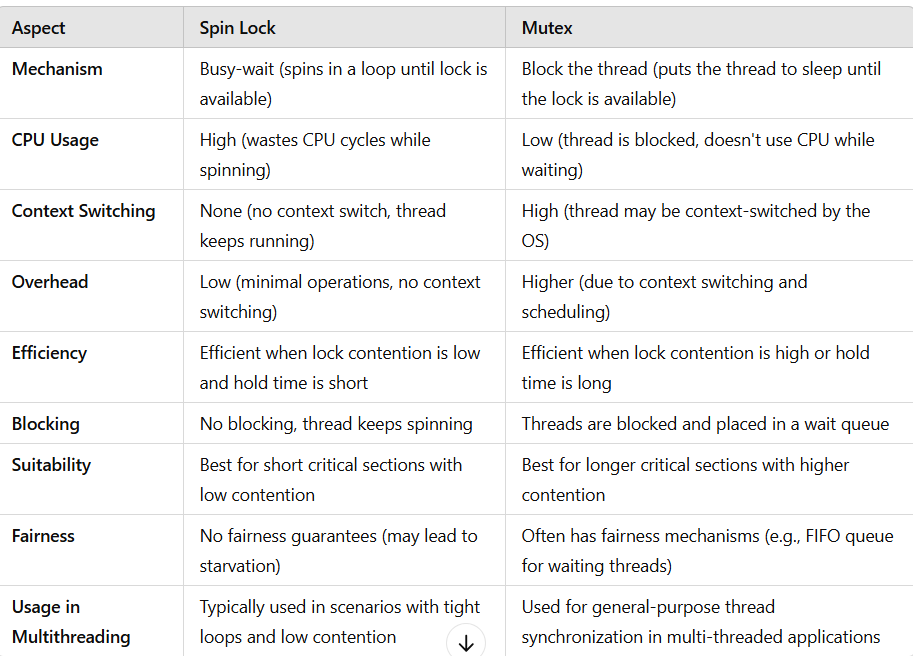 Aspect Spin Lock Mutex
Mechanism Busy-wait (spins in a loop until lock is available) Block the thread (puts the thread to sleep until the lock is available)
CPU Usage High (wastes CPU cycles while spinning) Low (thread is blocked, doesn't use CPU while waiting)
Context Switching None (no context switch, thread keeps running) High (thread may be context-switched by the OS)
Overhead Low (minimal operations, no context switching) Higher (due to context switching and scheduling)
Efficiency Efficient when lock contention is low and hold time is short Efficient when lock contention is high or hold time is long
Blocking No blocking, thread keeps spinning Threads are blocked and placed in a wait queue
Suitability Best for short critical sections with low contention Best for longer critical sections with higher contention
Fairness No fairness guarantees (may lead to starvation) Often has fairness mechanisms (e.g., FIFO queue for waiting threads)
Usage in Multithreading Typically used in scenarios with tight loops and low contention Used for general-purpose thread synchronization in multi-threaded applications